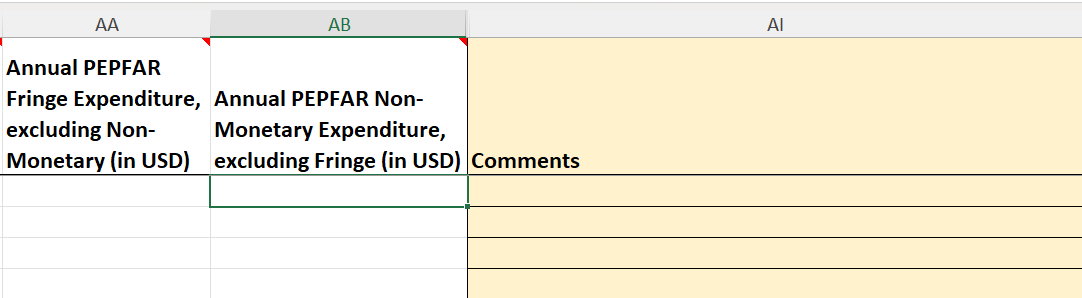 AA AB AI
Annual PEPFAR
Fringe Expenditure,
excluding Non-
Monetary (in USD)
Annual PEPFAR Non-
Monetary Expenditure,
excluding Fringe (in USD)
Comments